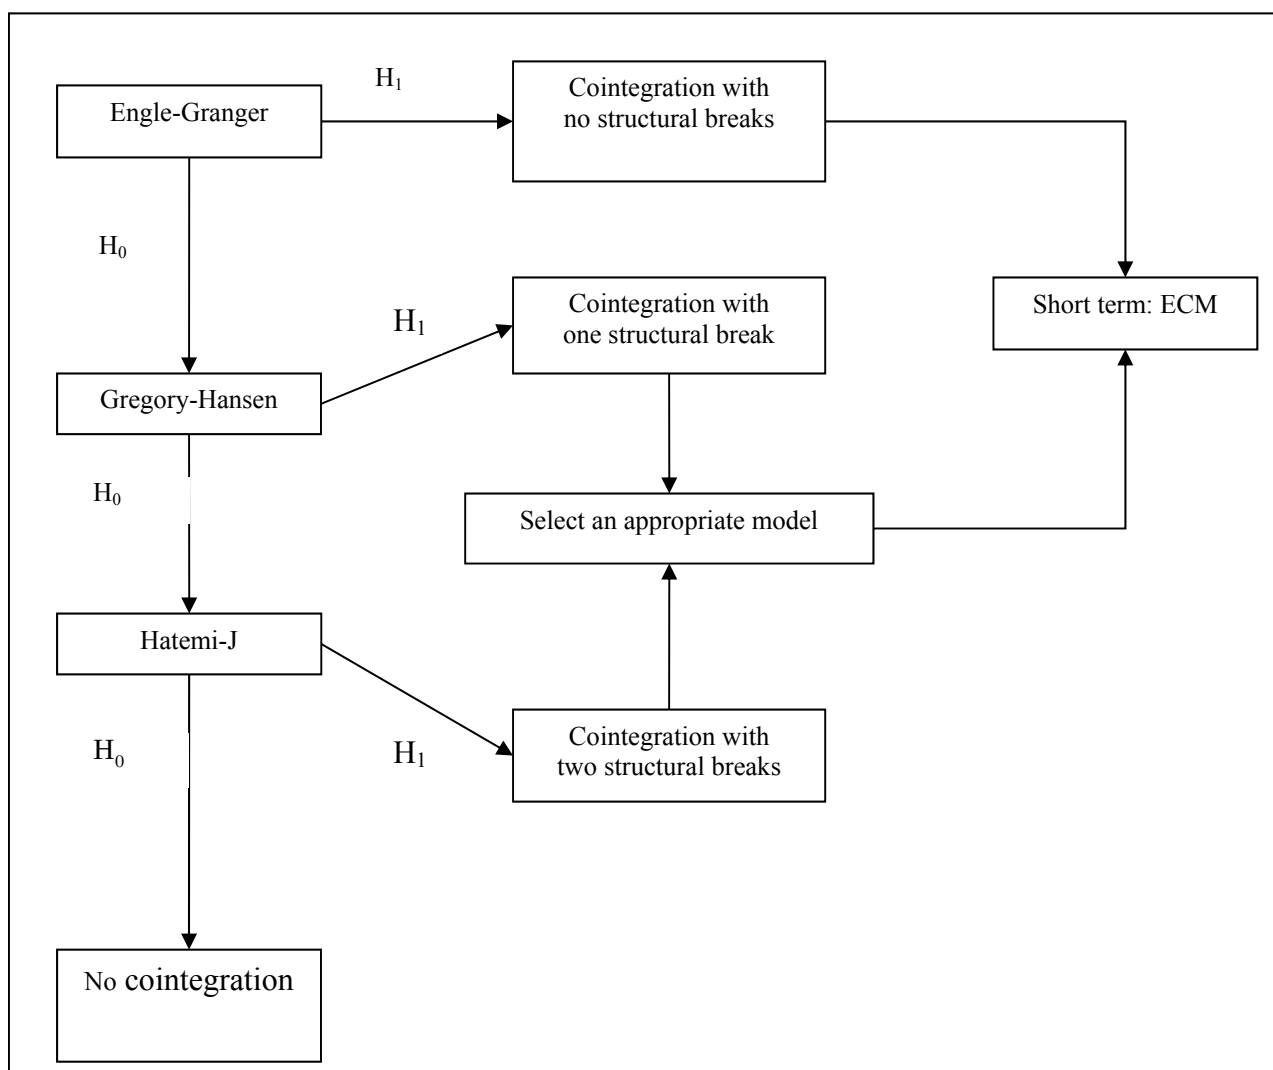 H₁
Engle-Granger
Cointegration with
no structural breaks
H₀
Short term: ECM
H₁
Cointegration with
one structural break
Gregory-Hansen
H₀
Select an appropriate model
Hatemi-J
H₀
H₁
Cointegration with
two structural breaks
No cointegration